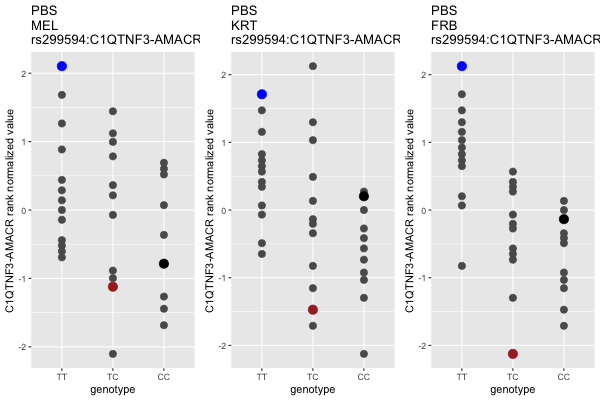 PBS
MEL
rs299594:C1QTNF3-AMACR
C1QTNF3-AMACR rank normalized value
2
1
0
-1
-2
TT
TC
CC
genotype
PBS
KRT
rs299594:C1QTNF3-AMACR
C1QTNF3-AMACR rank normalized value
2
1
0
-1
-2
TT
TC
CC
genotype
PBS
FRB
rs299594:C1QTNF3-AMACR
C1QTNF3-AMACR rank normalized value
2
1
0
-1
-2
TT
TC
CC
genotype